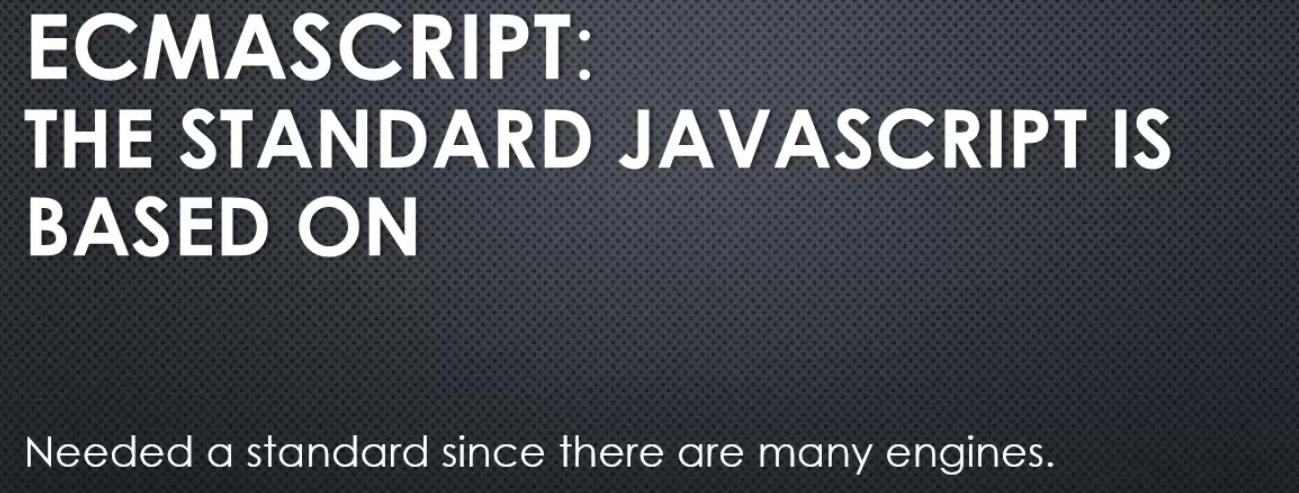 ECMASCRIPT:
THE STANDARD JAVASCRIPT IS
BASED ON
Needed a standard since there are many engines.